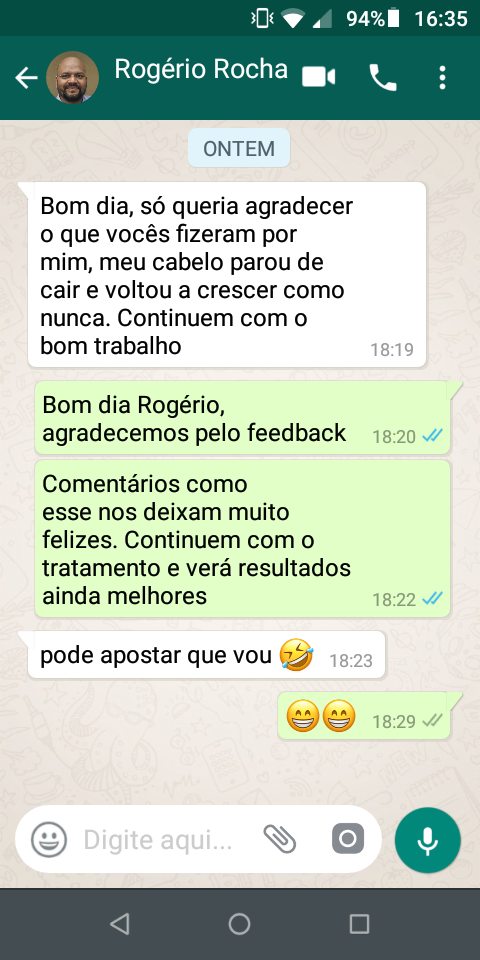 94% 16:35
Rogério Rocha
ONTEM
Bom dia, só queria agradecer
o que vocês fizeram por
mim, meu cabelo parou de
cair e voltou a crescer como
nunca. Continuem com o
bom trabalho 18:19
Bom dia Rogério,
agradecemos pelo feedback 18:20
Comentários como
esse nos deixam muito
felizes. Continuem com o
tratamento e verá resultados
ainda melhores 18:22
pode apostar que vou 🤣 18:23
😁😁 18:29
Digite aqui...